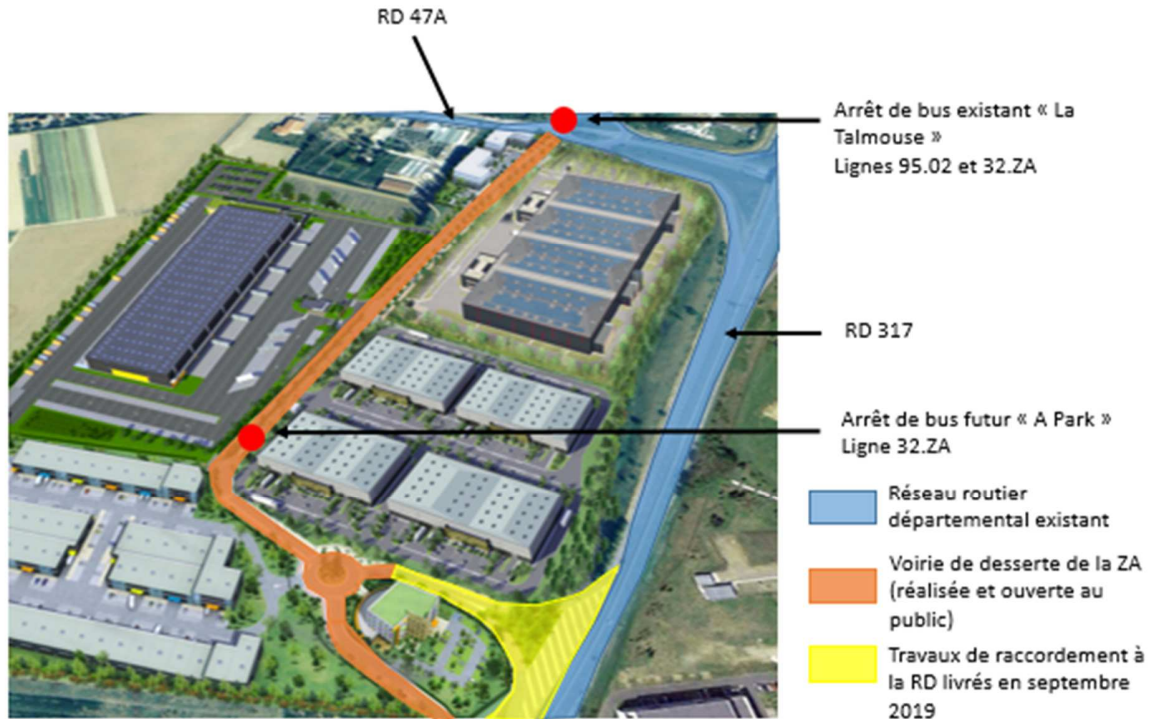 RD 47A
Arrêt de bus existant « La
Talmouse »
Lignes 95.02 et 32.ZA
RD 317
Arrêt de bus futur « A Park »
Ligne 32.ZA
Réseau routier
départemental existant
Voirie de desserte de la ZA
(réalisée et ouverte au
public)
Travaux de raccordement à
la RD livrés en septembre
2019